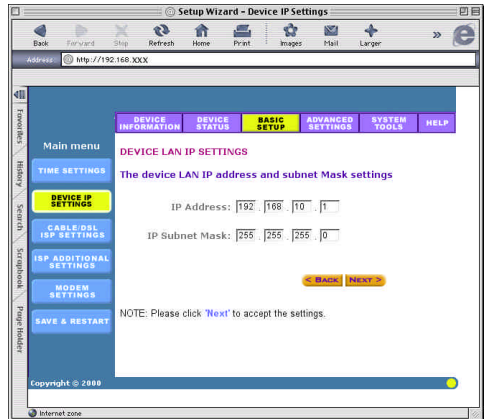 Setup Wizard - Device IP Settings
Back Forward Stop Refresh Home Print Images Mail Larger »
Address: http://192.168.XXX
Favorites
History
Search
Scrapbook
Page Holder
DEVICE INFORMATION
DEVICE STATUS
BASIC SETUP
ADVANCED SETTINGS
SYSTEM TOOLS
HELP
Main menu
TIME SETTINGS
DEVICE IP SETTINGS
CABLE/DSL ISP SETTINGS
ISP ADDITIONAL SETTINGS
MODEM SETTINGS
SAVE & RESTART
DEVICE LAN IP SETTINGS
The device LAN IP address and subnet Mask settings
IP Address: 192 . 168 . 10 . 1
IP Subnet Mask: 255 . 255 . 255 . 0
< BACK NEXT >
NOTE: Please click 'Next' to accept the settings.
Copyright © 2000
Internet zone